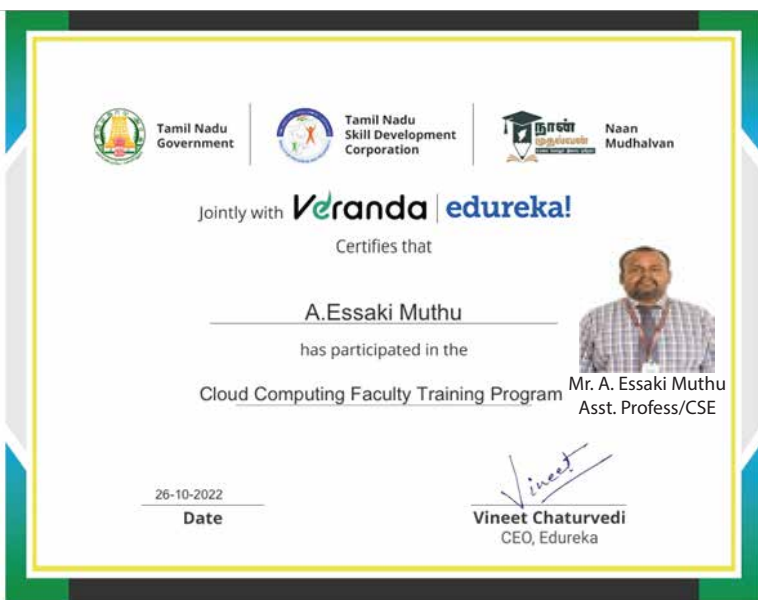 Tamil Nadu
Government
Tamil Nadu
Skill Development
Corporation
நான்
முதல்வன்
Naan
Mudhalvan
Jointly with Veranda edureka!
Certifies that
A.Essaki Muthu
has participated in the
Cloud Computing Faculty Training Program
Mr. A. Essaki Muthu
Asst. Profess/CSE
26-10-2022
Date
Vineet
Vineet Chaturvedi
CEO, Edureka